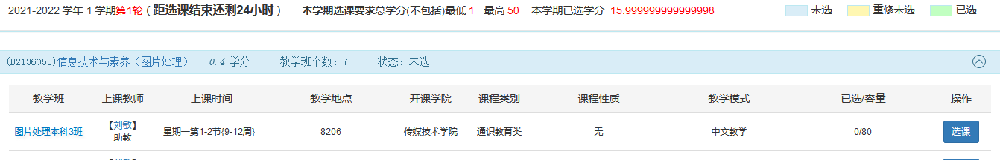 2021-2022 学年 1 学期第1轮 ( 距选课结束还剩24小时 ) 本学期选课要求总学分(不包括)最低 1 最高 50 本学期已选学分 15.999999999999998 未选 重修未选 已选
(B2136053)信息技术与素养（图片处理） - 0.4 学分 教学班个数：7 状态：未选
教学班 上课教师 上课时间 教学地点 开课学院 课程类别 课程性质 教学模式 已选/容量 操作
图片处理本科3班 【刘敏】 星期一第1-2节{9-12周} 8206 传媒技术学院 通识教育类 无 中文教学 0/80 选课
助教